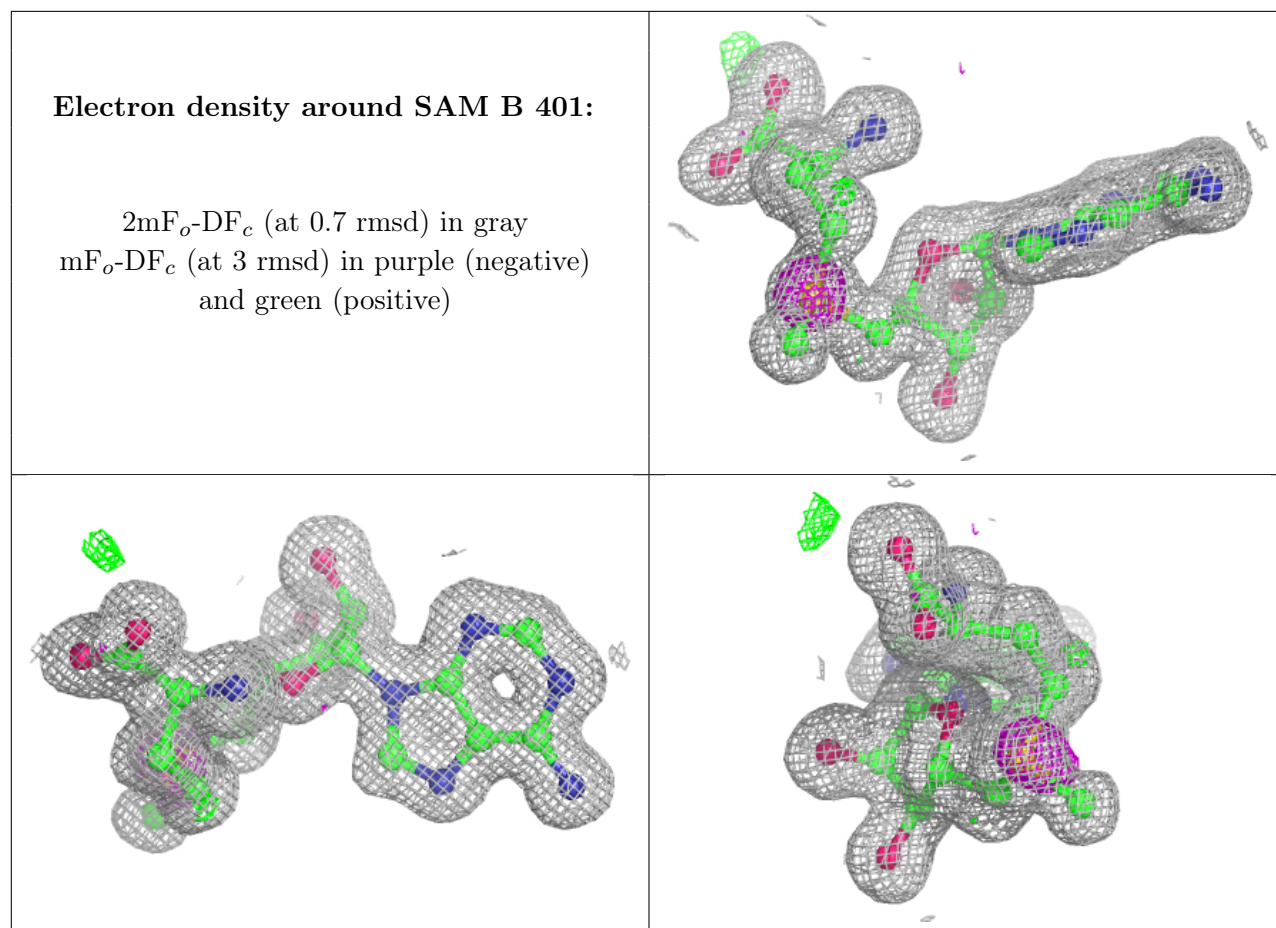 Electron density around SAM B 401:
2mFo-DFc (at 0.7 rmsd) in gray
mFo-DFc (at 3 rmsd) in purple (negative)
and green (positive)